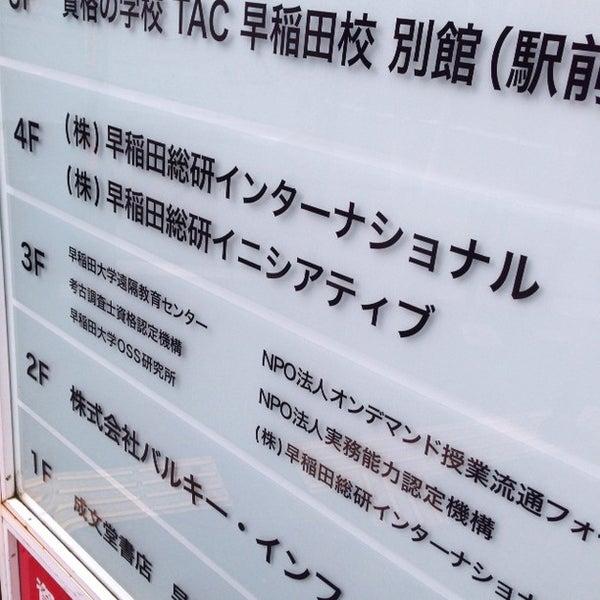 資格の学校 TAC 早稲田校 別館(駅前
4F (株)早稲田総研インターナショナル
(株)早稲田総研イニシアティブ
3F 早稲田大学遠隔教育センター
考古調査士資格認定機構
早稲田大学OSS研究所
NPO法人オンデマンド授業流通フォー
NPO法人実務能力認定機構
(株)早稲田総研インターナショナ
2F 株式会社バルキー・インフ
1F 成文堂書店 早